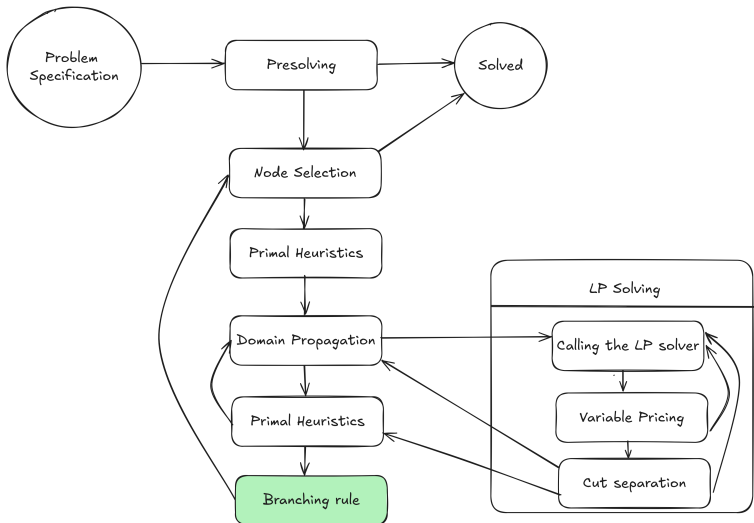 Problem
Specification
Presolving
Solved
Node Selection
Primal Heuristics
LP Solving
Domain Propagation
Calling the LP solver
Primal Heuristics
Variable Pricing
Cut separation
Branching rule